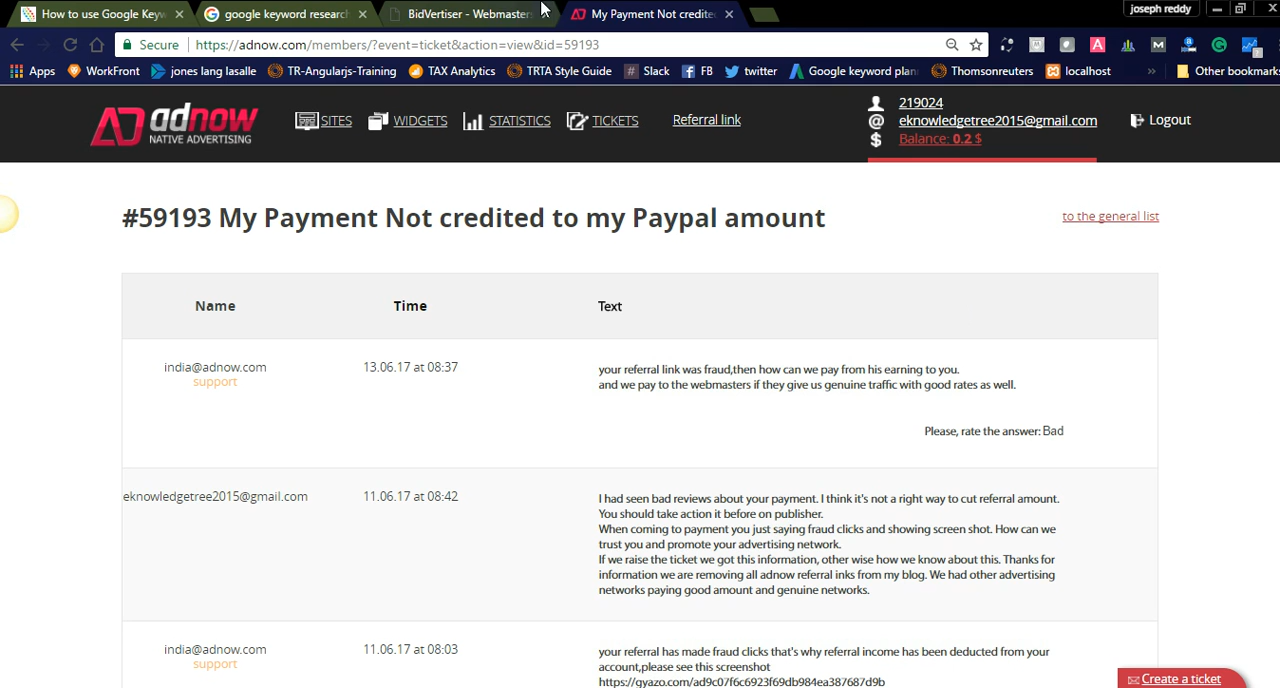 How to use Google Keyw
google keyword research
BidVertiser - Webmaster
My Payment Not credited
joseph reddy
Secure
https://adnow.com/members/?event=ticket&action=view&id=59193
Apps
WorkFront
jones lang lasalle
TR-Angularjs-Training
TAX Analytics
TRTA Style Guide
Slack
FB
twitter
Google keyword plan
Thomsonreuters
localhost
»
Other bookmarks
adnow
NATIVE ADVERTISING
SITES
WIDGETS
STATISTICS
TICKETS
Referral link
219024
eknowledgetree2015@gmail.com
Balance: 0.2 $
Logout
#59193 My Payment Not credited to my Paypal amount
to the general list
Name
Time
Text
india@adnow.com
support
13.06.17 at 08:37
your referral link was fraud,then how can we pay from his earning to you.
and we pay to the webmasters if they give us genuine traffic with good rates as well.
Please, rate the answer: Bad
eknowledgetree2015@gmail.com
11.06.17 at 08:42
I had seen bad reviews about your payment. I think it's not a right way to cut referral amount.
You should take action it before on publisher.
When coming to payment you just saying fraud clicks and showing screen shot. How can we
trust you and promote your advertising network.
If we raise the ticket we got this information, other wise how we know about this. Thanks for
information we are removing all adnow referral inks from my blog. We had other advertising
networks paying good amount and genuine networks.
india@adnow.com
support
11.06.17 at 08:03
your referral has made fraud clicks that's why referral income has been deducted from your
account,please see this screenshot
https://gyazo.com/ad9c07f6c6923f69db984ea387687d9b
Create a ticket